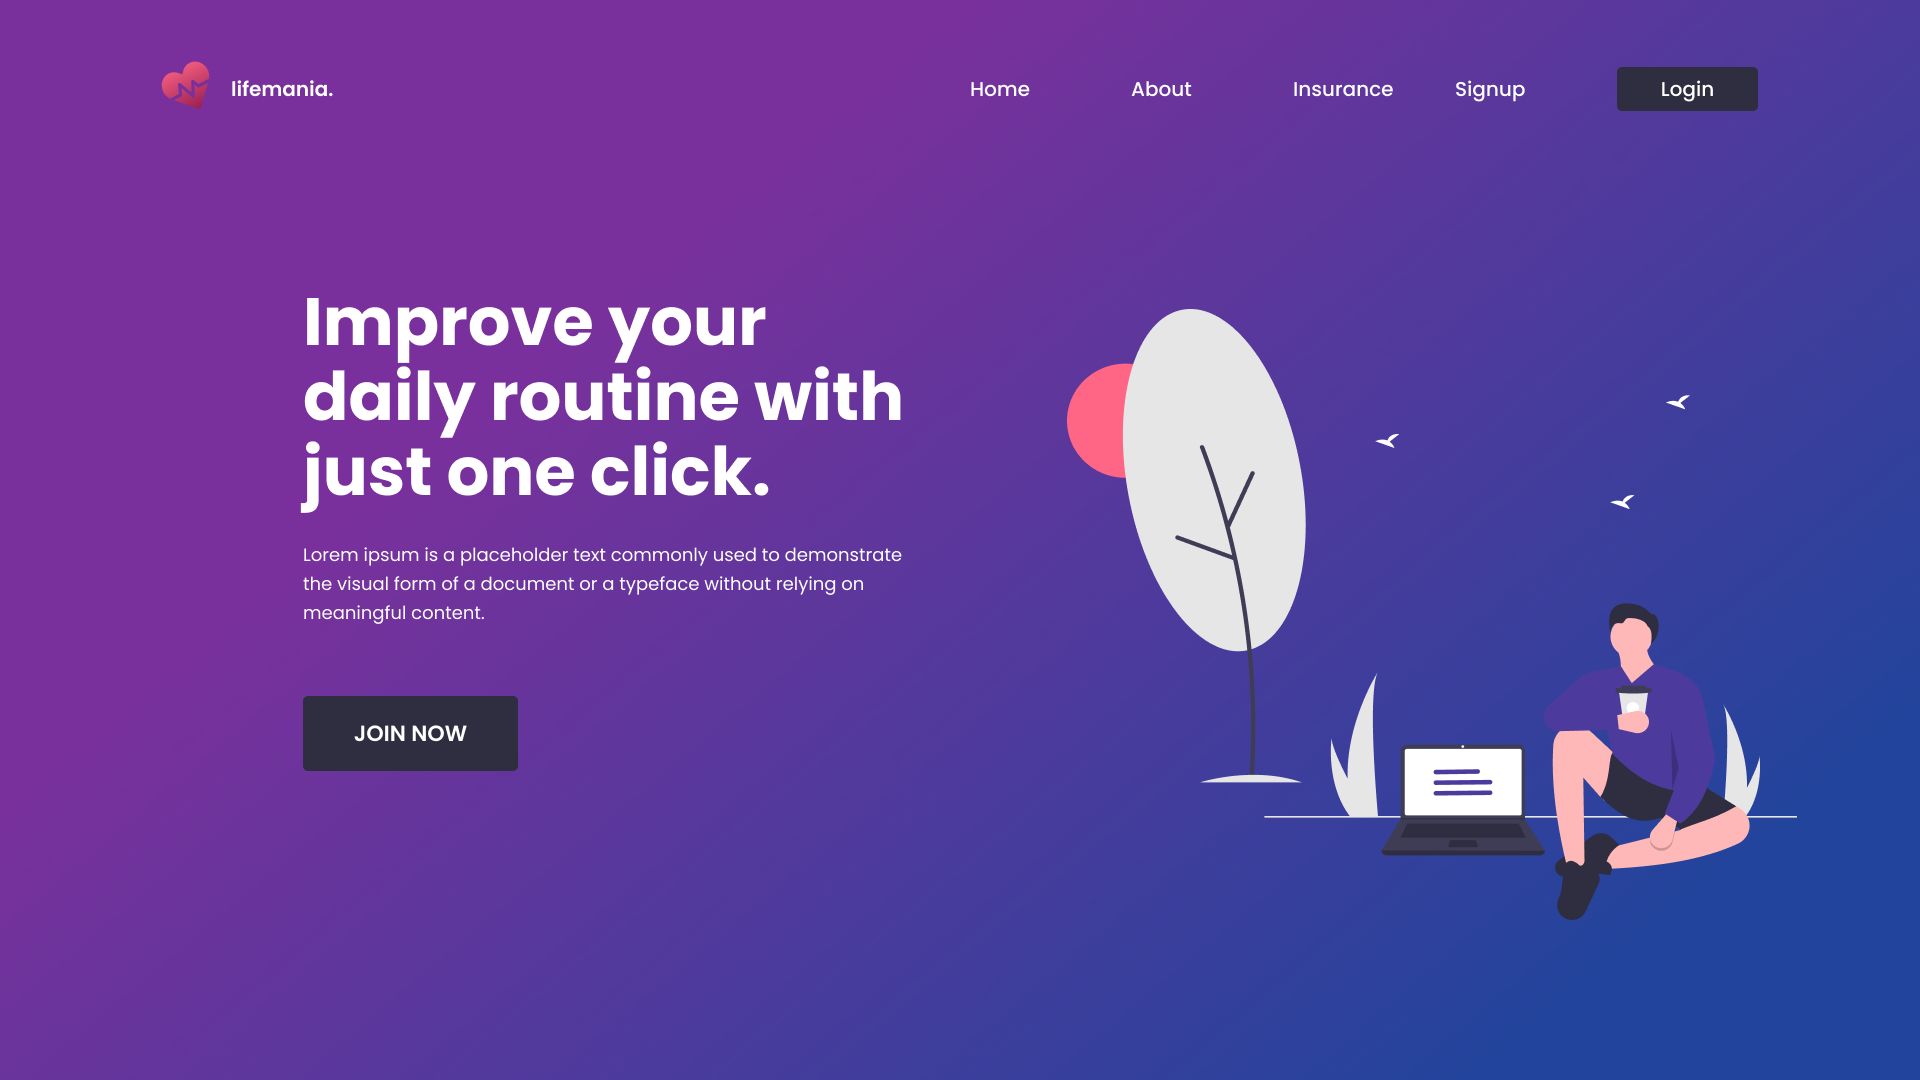 lifemania.
Home About Insurance Signup Login
Improve your
daily routine with
just one click.
Lorem ipsum is a placeholder text commonly used to demonstrate
the visual form of a document or a typeface without relying on
meaningful content.
JOIN NOW